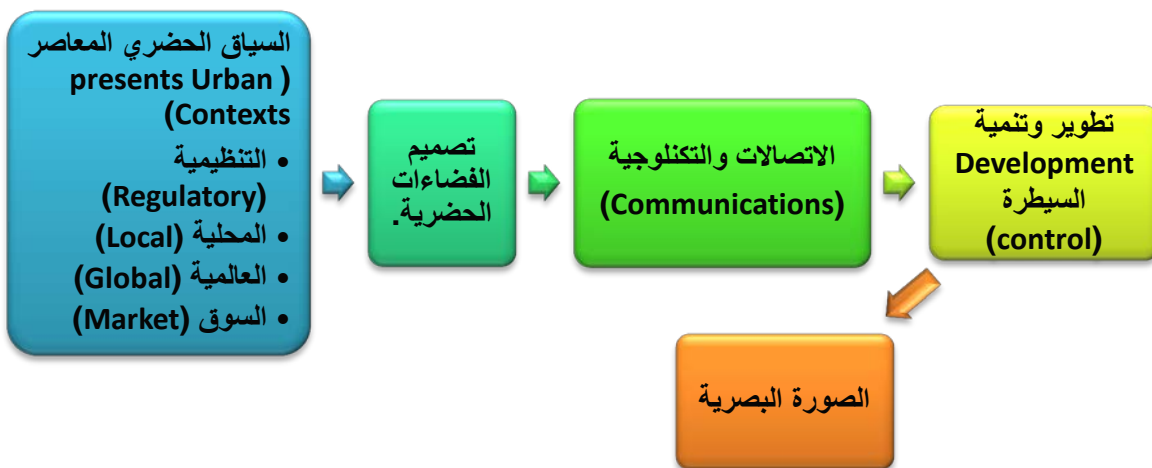 السياق الحضري المعاصر
( presents Urban
Contexts)
• التنظيمية
(Regulatory)
• المحلية (Local)
• العالمية (Global)
• السوق (Market)
تصميم
الفضاءات
الحضرية.
الاتصالات والتكنلوجية
(Communications)
تطوير وتنمية
Development
السيطرة
(control)
الصورة البصرية